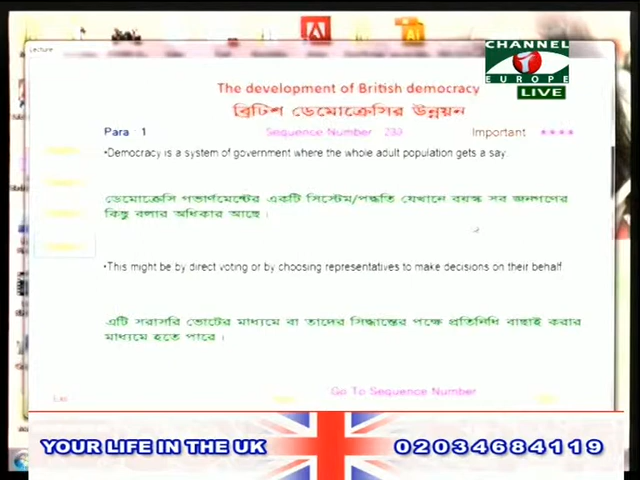 Lecture
CHANNEL
i
EUROPE
LIVE
The development of British democracy
ব্রিটিশ ডেমোক্রেসির উন্নয়ন
Para 1 Sequence Number 233 Important ****
•Democracy is a system of government where the whole adult population gets a say.
ডেমোক্রেসি গভার্ণমেন্টের একটি সিস্টেম/পদ্ধতি যেখানে বয়স্ক সব জনগণের
কিছু বলার অধিকার আছে।
•This might be by direct voting or by choosing representatives to make decisions on their behalf
এটি সরাসরি ভোটের মাধ্যমে বা তাদের সিদ্ধান্তের পক্ষে প্রতিনিধি বাছাই করার
মাধ্যমে হতে পারে।
Go To Sequence Number
YOUR LIFE IN THE UK 02034684119